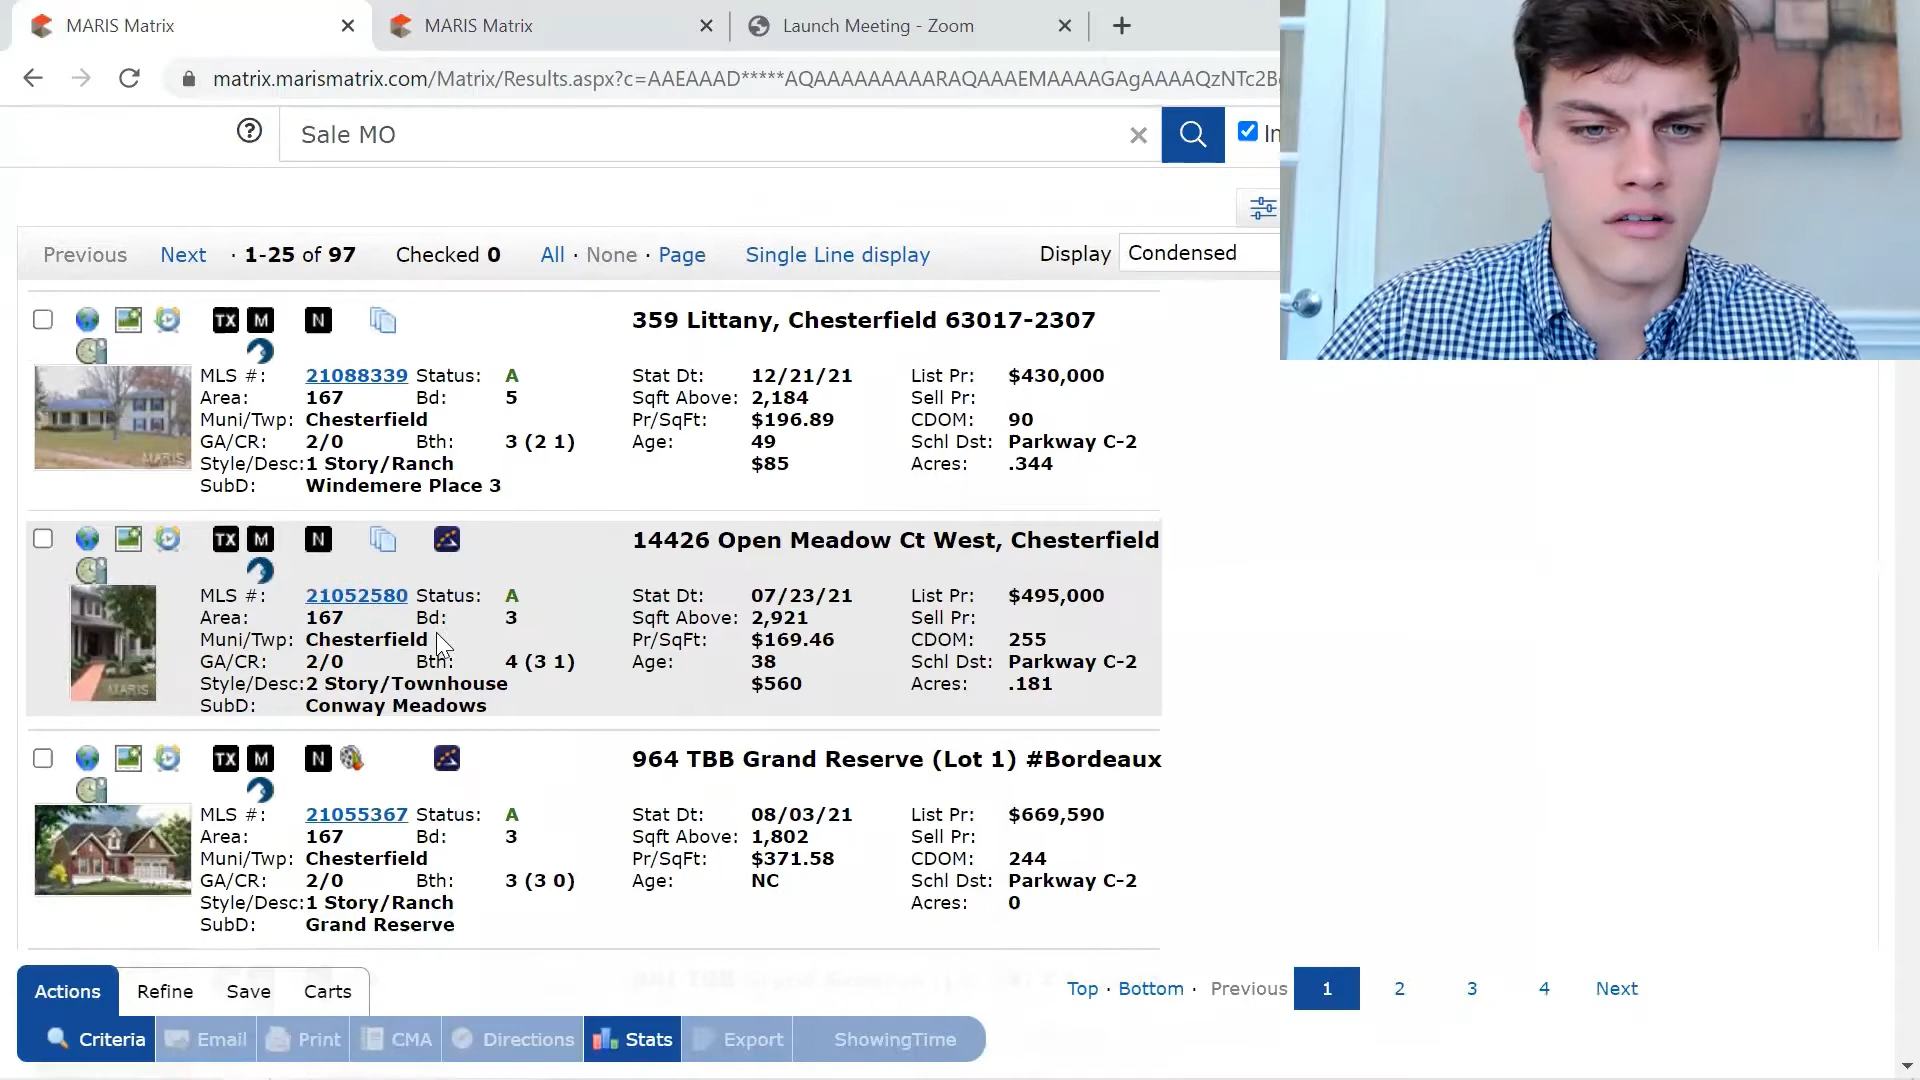 MARIS Matrix
MARIS Matrix
Launch Meeting - Zoom
matrix.marismatrix.com/Matrix/Results.aspx?c=AAEAAAD*****AQAAAAAAAAARAQAAAEMAAAAGAgAAAAQzNTc2B
Sale MO
In
Previous Next · 1-25 of 97 Checked 0 All · None · Page Single Line display Display Condensed
TX M N 359 Littany, Chesterfield 63017-2307
MLS #: 21088339 Status: A Stat Dt: 12/21/21 List Pr: $430,000
Area: 167 Bd: 5 Sqft Above: 2,184 Sell Pr:
Muni/Twp: Chesterfield Pr/SqFt: $196.89 CDOM: 90
GA/CR: 2/0 Bth: 3 (2 1) Age: 49 Schl Dst: Parkway C-2
Style/Desc: 1 Story/Ranch $85 Acres: .344
SubD: Windemere Place 3
MARIS
TX M N 14426 Open Meadow Ct West, Chesterfield
MLS #: 21052580 Status: A Stat Dt: 07/23/21 List Pr: $495,000
Area: 167 Bd: 3 Sqft Above: 2,921 Sell Pr:
Muni/Twp: Chesterfield Pr/SqFt: $169.46 CDOM: 255
GA/CR: 2/0 Bth: 4 (3 1) Age: 38 Schl Dst: Parkway C-2
Style/Desc: 2 Story/Townhouse $560 Acres: .181
SubD: Conway Meadows
MARIS
TX M N 964 TBB Grand Reserve (Lot 1) #Bordeaux
MLS #: 21055367 Status: A Stat Dt: 08/03/21 List Pr: $669,590
Area: 167 Bd: 3 Sqft Above: 1,802 Sell Pr:
Muni/Twp: Chesterfield Pr/SqFt: $371.58 CDOM: 244
GA/CR: 2/0 Bth: 3 (3 0) Age: NC Schl Dst: Parkway C-2
Style/Desc: 1 Story/Ranch Acres: 0
SubD: Grand Reserve
Actions Refine Save Carts Top · Bottom · Previous 1 2 3 4 Next
Criteria Email Print CMA Directions Stats Export ShowingTime